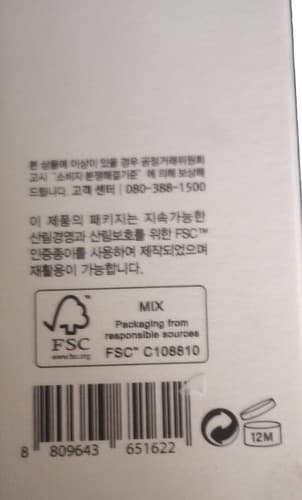 본 상품에 이상이 있을 경우 공정거래위원회
고시 "소비자 분쟁해결기준" 에 의해 보상해
드립니다. 고객 센터 | 080-388-1500
이 제품의 패키지는 지속가능한
산림경영과 산림보호를 위한 FSC™
인증종이를 사용하여 제작되었으며
재활용이 가능합니다.
FSC
www.fsc.org
MIX
Packaging from
responsible sources
FSC™ C108810
8 809643 651622
12M